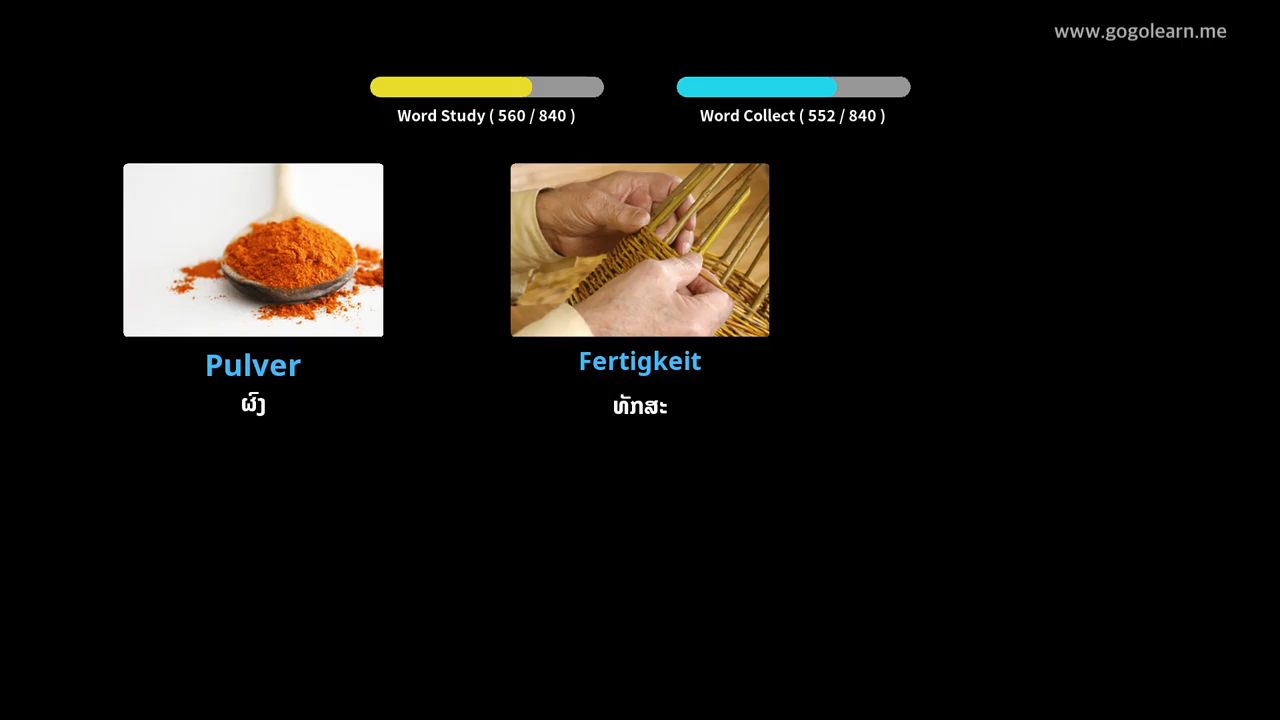 www.gogolearn.me
Word Study ( 560 / 840 )
Word Collect ( 552 / 840 )
Pulver
ຜົງ
Fertigkeit
ທັກສະ